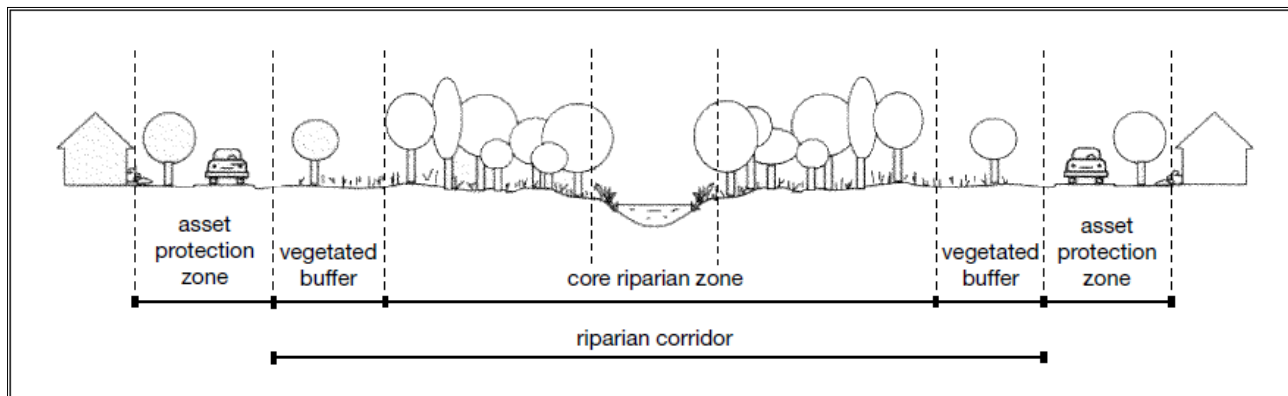 asset
protection
zone
vegetated
buffer
core riparian zone
vegetated
buffer
asset
protection
zone
riparian corridor